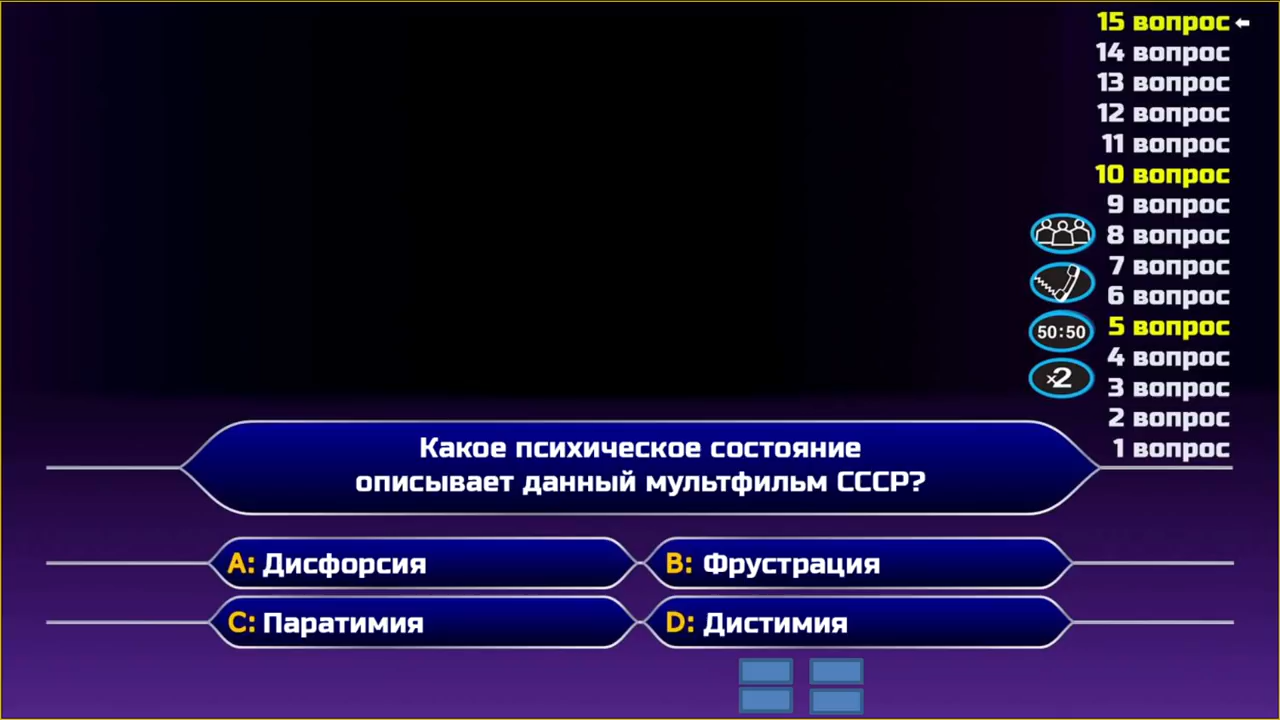 15 вопрос
14 вопрос
13 вопрос
12 вопрос
11 вопрос
10 вопрос
9 вопрос
8 вопрос
7 вопрос
6 вопрос
50:50
5 вопрос
4 вопрос
x2
3 вопрос
2 вопрос
1 вопрос
Какое психическое состояние
описывает данный мультфильм СССР?
A: Дисфорсия
B: Фрустрация
C: Паратимия
D: Дистимия